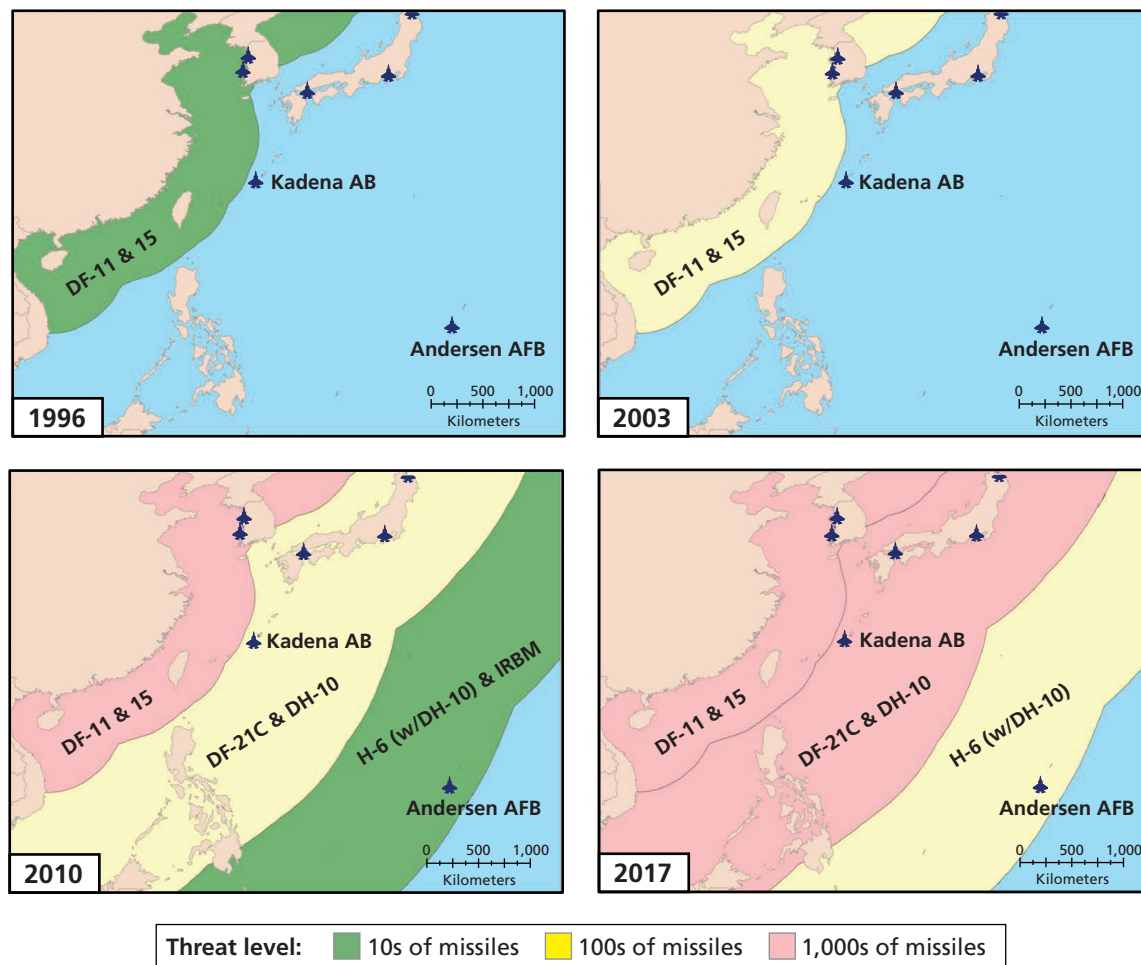 Kadena AB
DF-11 & 15
Andersen AFB
0 500 1,000
Kilometers
1996
Kadena AB
DF-11 & 15
Andersen AFB
0 500 1,000
Kilometers
2003
Kadena AB
DF-11 & 15
DF-21C & DH-10
H-6 (w/DH-10) & IRBM
Andersen AFB
0 500 1,000
Kilometers
2010
Kadena AB
DF-11 & 15
DF-21C & DH-10
H-6 (w/DH-10)
Andersen AFB
0 500 1,000
Kilometers
2017
Threat level: 10s of missiles 100s of missiles 1,000s of missiles